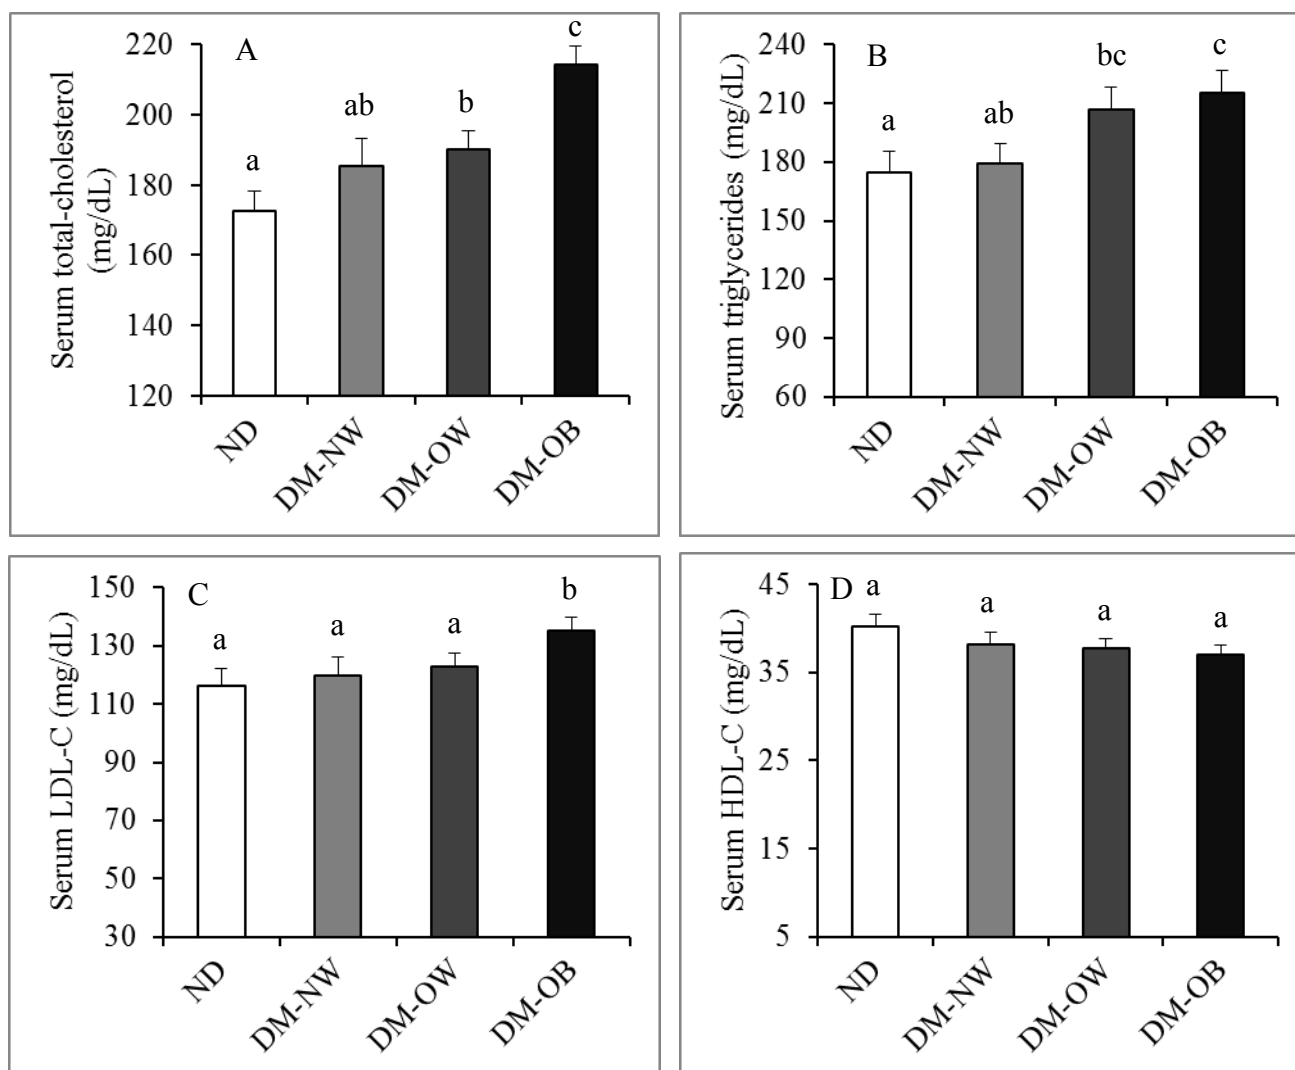 A
Serum total-cholesterol
(mg/dL)
220
200
180
160
140
120
a
ab
b
c
ND
DM-NW
DM-OW
DM-OB
B
Serum triglycerides (mg/dL)
240
210
180
150
120
90
60
a
ab
bc
c
ND
DM-NW
DM-OW
DM-OB
C
Serum LDL-C (mg/dL)
150
130
110
90
70
50
30
a
a
a
b
ND
DM-NW
DM-OW
DM-OB
D
Serum HDL-C (mg/dL)
45
35
25
15
5
a
a
a
a
ND
DM-NW
DM-OW
DM-OB